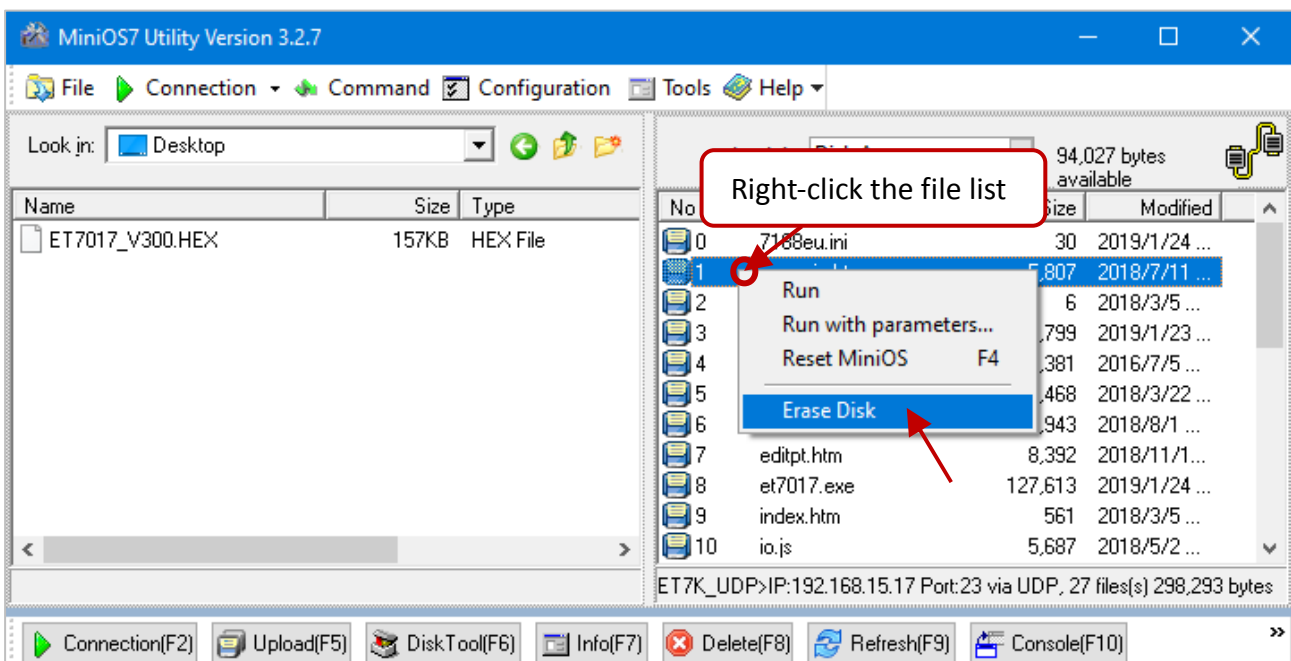 MiniOS7 Utility Version 3.2.7
File Connection Command Configuration Tools Help
Look in: Desktop
94,027 bytes available
Right-click the file list
Name Size Type
No Size Modified
ET7017_V300.HEX 157KB HEX File
0 7188eu.ini 30 2019/1/24 ...
1 5,807 2018/7/11 ...
2 6 2018/3/5 ...
3 ,799 2019/1/23 ...
4 ,381 2016/7/5 ...
5 ,468 2018/3/22 ...
6 ,943 2018/8/1 ...
Run
Run with parameters...
Reset MiniOS F4
Erase Disk
7 editpt.htm 8,392 2018/11/1...
8 et7017.exe 127,613 2019/1/24 ...
9 index.htm 561 2018/3/5 ...
10 io.js 5,687 2018/5/2 ...
ET7K_UDP>IP:192.168.15.17 Port:23 via UDP, 27 files(s) 298,293 bytes
Connection(F2) Upload(F5) DiskTool(F6) Info(F7) Delete(F8) Refresh(F9) Console(F10) »